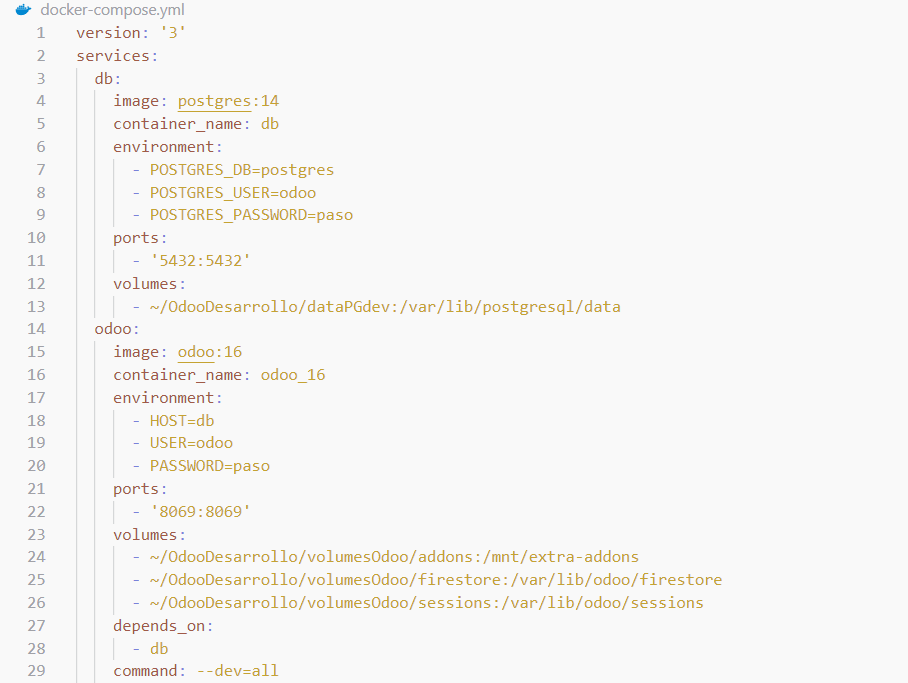 docker-compose.yml
1 version: '3'
2 services:
3 db:
4 image: postgres:14
5 container_name: db
6 environment:
7 - POSTGRES_DB=postgres
8 - POSTGRES_USER=odoo
9 - POSTGRES_PASSWORD=paso
10 ports:
11 - '5432:5432'
12 volumes:
13 - ~/OdooDesarrollo/dataPGdev:/var/lib/postgresql/data
14 odoo:
15 image: odoo:16
16 container_name: odoo_16
17 environment:
18 - HOST=db
19 - USER=odoo
20 - PASSWORD=paso
21 ports:
22 - '8069:8069'
23 volumes:
24 - ~/OdooDesarrollo/volumesOdoo/addons:/mnt/extra-addons
25 - ~/OdooDesarrollo/volumesOdoo/firestore:/var/lib/odoo/firestore
26 - ~/OdooDesarrollo/volumesOdoo/sessions:/var/lib/odoo/sessions
27 depends_on:
28 - db
29 command: --dev=all